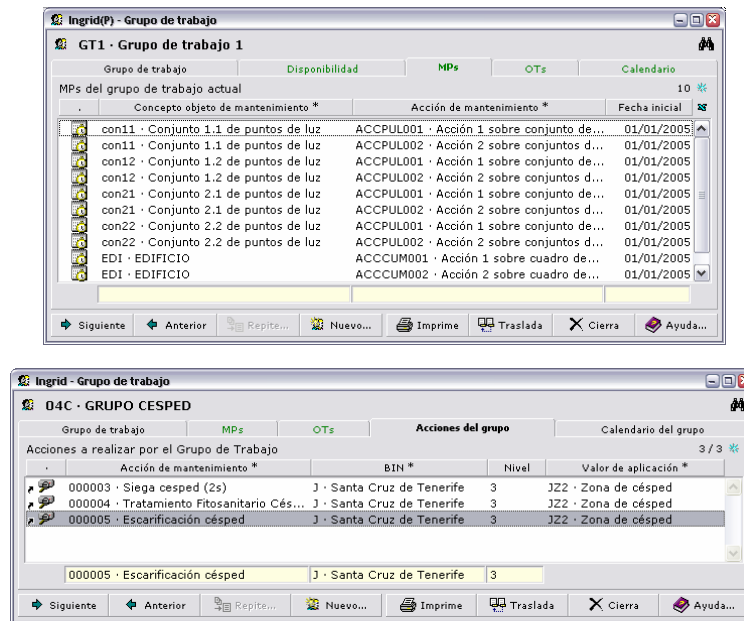 Ingrid(P) - Grupo de trabajo
GT1 · Grupo de trabajo 1
Grupo de trabajo Disponibilidad MPs OTs Calendario
MPs del grupo de trabajo actual 10
. Concepto objeto de mantenimiento * Acción de mantenimiento * Fecha inicial
con11 · Conjunto 1.1 de puntos de luz ACCPUL001 · Acción 1 sobre conjunto de... 01/01/2005
con11 · Conjunto 1.1 de puntos de luz ACCPUL002 · Acción 2 sobre conjuntos d... 01/01/2005
con12 · Conjunto 1.2 de puntos de luz ACCPUL001 · Acción 1 sobre conjunto de... 01/01/2005
con12 · Conjunto 1.2 de puntos de luz ACCPUL002 · Acción 2 sobre conjuntos d... 01/01/2005
con21 · Conjunto 2.1 de puntos de luz ACCPUL001 · Acción 1 sobre conjunto de... 01/01/2005
con21 · Conjunto 2.1 de puntos de luz ACCPUL002 · Acción 2 sobre conjuntos d... 01/01/2005
con22 · Conjunto 2.2 de puntos de luz ACCPUL001 · Acción 1 sobre conjunto de... 01/01/2005
con22 · Conjunto 2.2 de puntos de luz ACCPUL002 · Acción 2 sobre conjuntos d... 01/01/2005
EDI · EDIFICIO ACCCUM001 · Acción 1 sobre cuadro de... 01/01/2005
EDI · EDIFICIO ACCCUM002 · Acción 2 sobre cuadro de... 01/01/2005
Siguiente Anterior Repite... Nuevo... Imprime Traslada Cierra Ayuda...
Ingrid - Grupo de trabajo
04C · GRUPO CESPED
Grupo de trabajo MPs OTs Acciones del grupo Calendario del grupo
Acciones a realizar por el Grupo de Trabajo 3/3
. Acción de mantenimiento * BIN * Nivel Valor de aplicación *
000003 · Siega cesped (2s) J · Santa Cruz de Tenerife 3 JZ2 · Zona de césped
000004 · Tratamiento Fitosanitario Cés... J · Santa Cruz de Tenerife 3 JZ2 · Zona de césped
000005 · Escarificación césped J · Santa Cruz de Tenerife 3 JZ2 · Zona de césped
000005 · Escarificación césped J · Santa Cruz de Tenerife 3
Siguiente Anterior Repite... Nuevo... Imprime Traslada Cierra Ayuda...